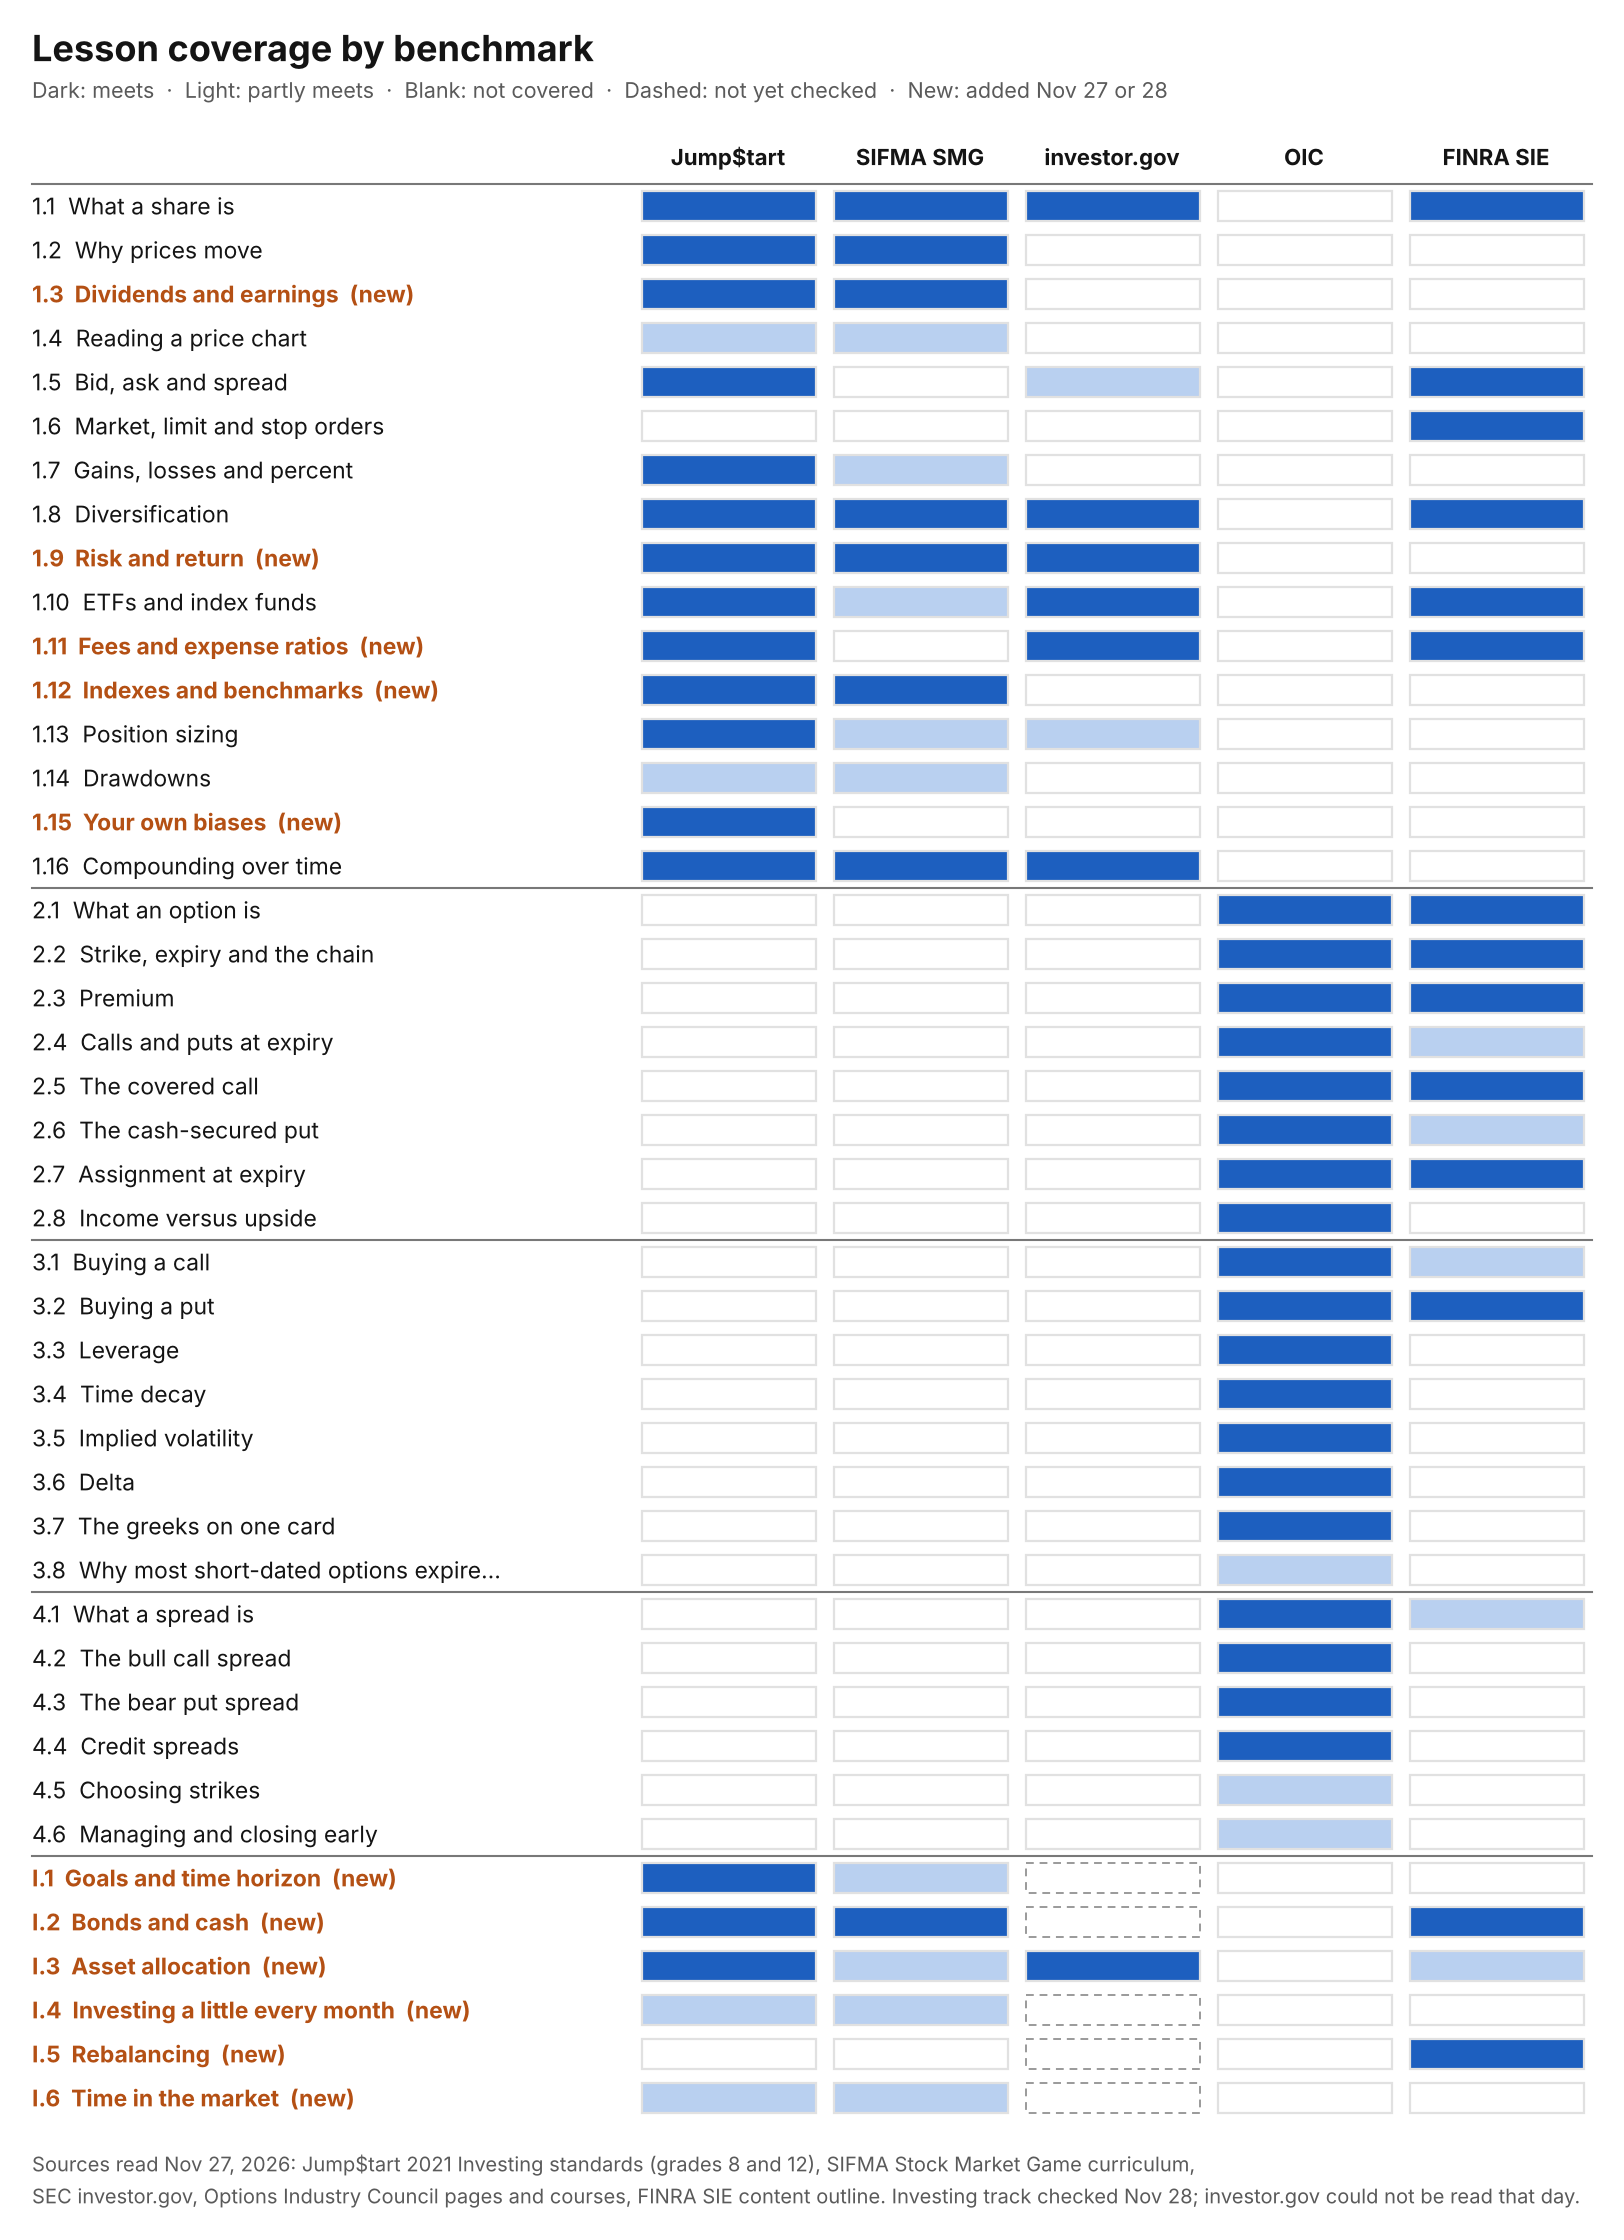 Lesson coverage by benchmark
Dark: meets · Light: partly meets · Blank: not covered · Dashed: not yet checked · New: added Nov 27 or 28
Jump$tart SIFMA SMG investor.gov OIC FINRA SIE
1.1 What a share is
1.2 Why prices move
1.3 Dividends and earnings (new)
1.4 Reading a price chart
1.5 Bid, ask and spread
1.6 Market, limit and stop orders
1.7 Gains, losses and percent
1.8 Diversification
1.9 Risk and return (new)
1.10 ETFs and index funds
1.11 Fees and expense ratios (new)
1.12 Indexes and benchmarks (new)
1.13 Position sizing
1.14 Drawdowns
1.15 Your own biases (new)
1.16 Compounding over time
2.1 What an option is
2.2 Strike, expiry and the chain
2.3 Premium
2.4 Calls and puts at expiry
2.5 The covered call
2.6 The cash-secured put
2.7 Assignment at expiry
2.8 Income versus upside
3.1 Buying a call
3.2 Buying a put
3.3 Leverage
3.4 Time decay
3.5 Implied volatility
3.6 Delta
3.7 The greeks on one card
3.8 Why most short-dated options expire...
4.1 What a spread is
4.2 The bull call spread
4.3 The bear put spread
4.4 Credit spreads
4.5 Choosing strikes
4.6 Managing and closing early
I.1 Goals and time horizon (new)
I.2 Bonds and cash (new)
I.3 Asset allocation (new)
I.4 Investing a little every month (new)
I.5 Rebalancing (new)
I.6 Time in the market (new)
Sources read Nov 27, 2026: Jump$tart 2021 Investing standards (grades 8 and 12), SIFMA Stock Market Game curriculum,
SEC investor.gov, Options Industry Council pages and courses, FINRA SIE content outline. Investing track checked Nov 28; investor.gov could not be read that day.